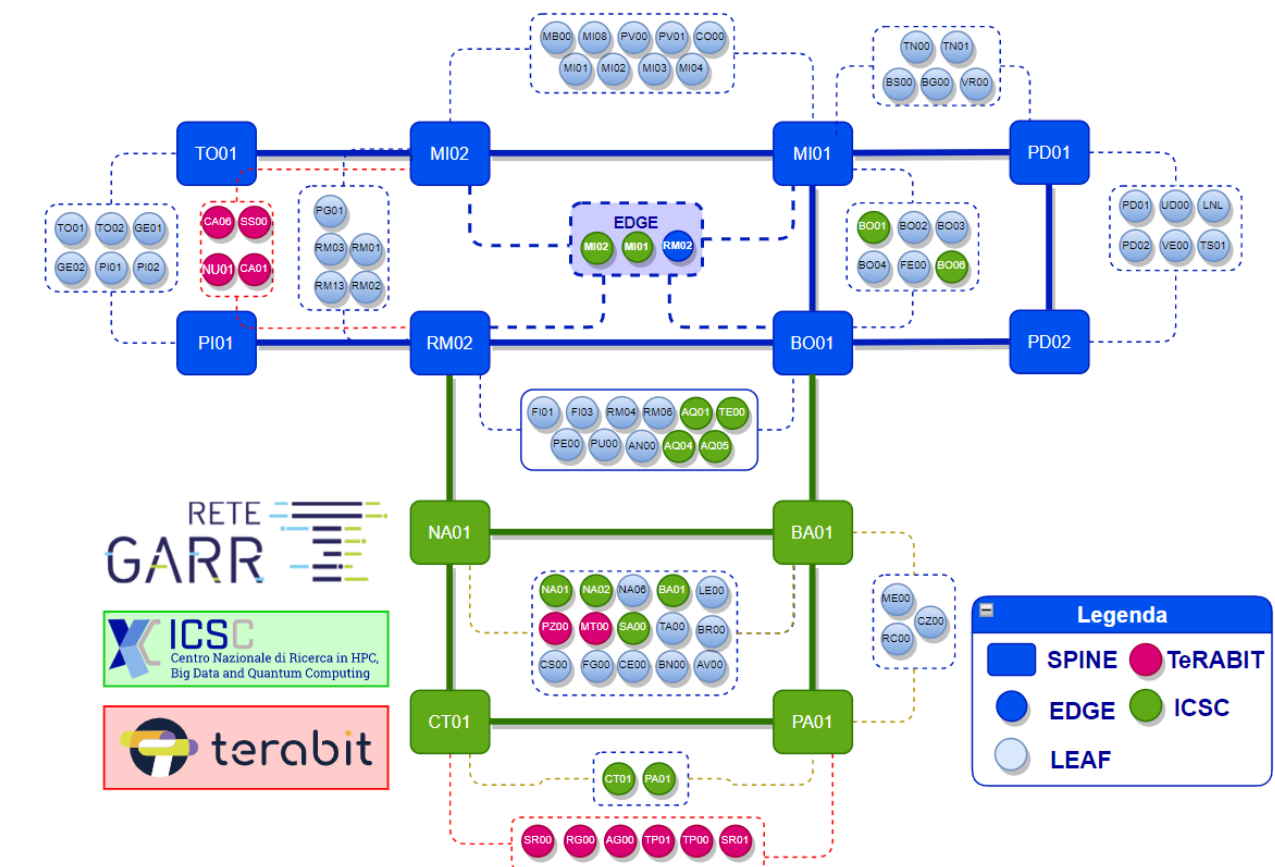 MB00 MI08 PV00 PV01 CO00
MI01 MI02 MI03 MI04
TN00 TN01
BS00 BG00 VR00
TO01
MI02
MI01
PD01
TO01 TO02 GE01
GE02 PI01 PI02
CA06 SS00
NU01 CA01
PG01
RM03 RM01
RM13 RM02
EDGE
MI02 MI01 RM02
BO01 BO02 BO03
BO04 FE00 BO06
PD01 UD00 LNL
PD02 VE00 TS01
PI01
RM02
BO01
PD02
FI01 FI03 RM04 RM06 AQ01 TE00
PE00 PU00 AN00 AQ04 AQ05
RETE
GARR
NA01
BA01
NA01 NA02 NA06 BA01 LE00
PZ00 MT00 SA00 TA00 BR00
CS00 FG00 CE00 BN00 AV00
ME00
CZ00
RC00
ICSC
Centro Nazionale di Ricerca in HPC,
Big Data and Quantum Computing
terabit
CT01
PA01
CT01 PA01
SR00 RG00 AG00 TP01 TP00 SR01
Legenda
SPINE TeRABIT
EDGE ICSC
LEAF